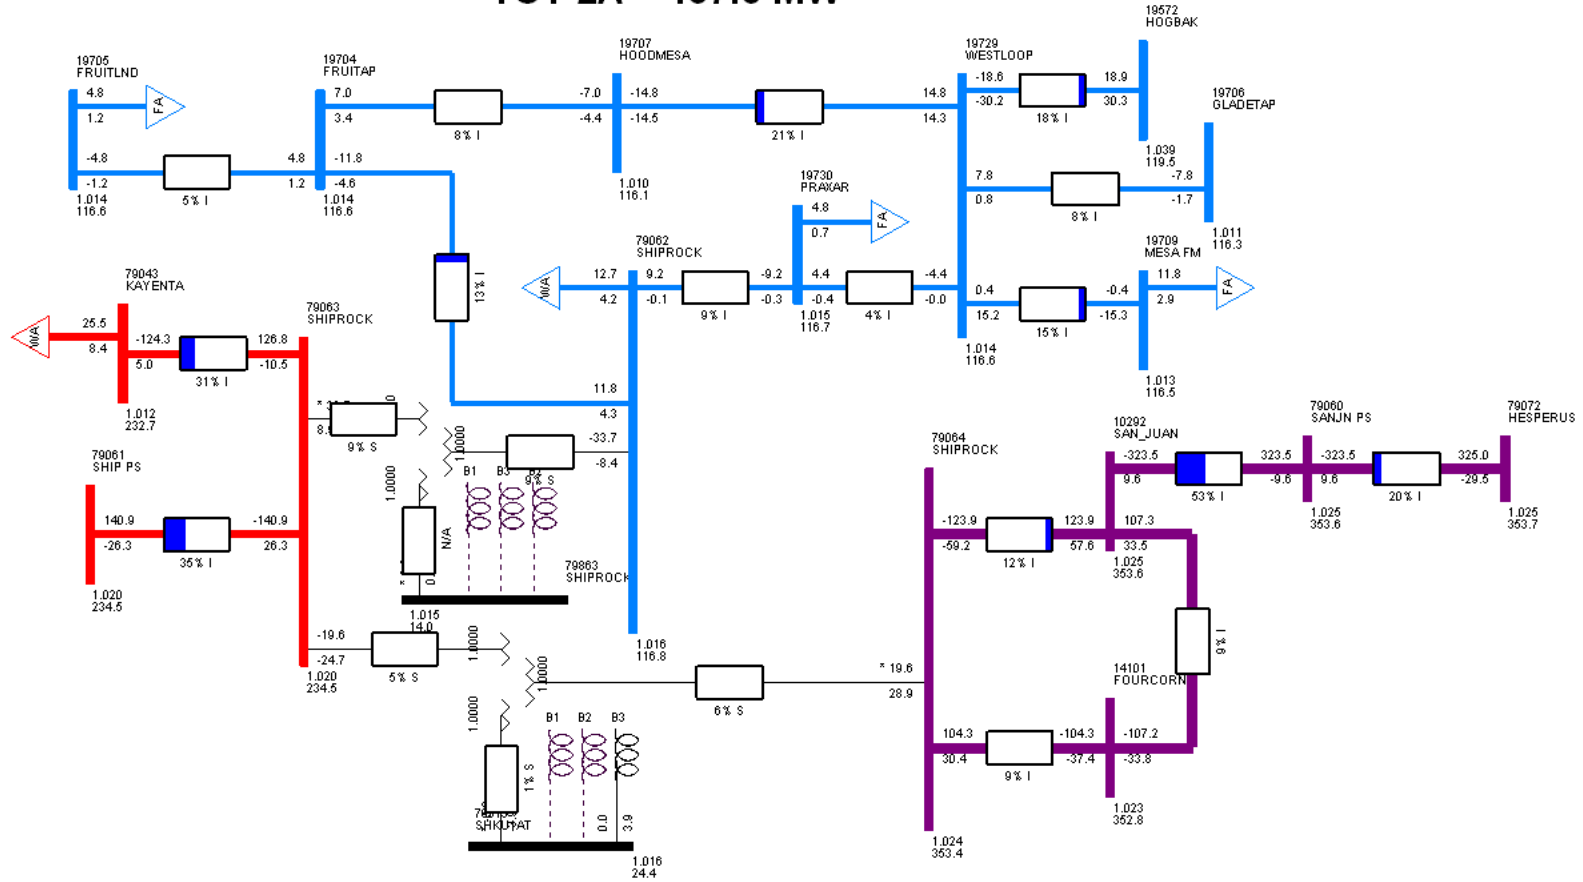 19705
FRUITLND
4.8
1.2
FA
-4.8
-1.2
5% I
1.014
116.6
19704
FRUITAP
7.0
3.4
8% I
-7.0
-4.4
4.8
1.2
-11.8
-4.6
1.014
116.6
13% I
19707
HOODMESA
-14.8
-14.5
21% I
14.8
14.3
1.010
116.1
19729
WESTLOOP
-18.6
-30.2
18% I
18.9
30.3
19572
HOGBAK
1.039
119.5
19706
GLADETAP
7.8
0.8
8% I
-7.8
-1.7
1.011
116.3
19730
PRAXAR
4.8
0.7
FA
79062
SHIPROCK
WA
12.7
4.2
9.2
-0.1
9% I
-9.2
-0.3
4.4
-0.4
4% I
-4.4
-0.0
1.015
116.7
19709
MESA FM
0.4
15.2
15% I
-0.4
-15.3
11.8
2.9
FA
1.014
116.6
1.013
116.5
79043
KAYENTA
WA
25.5
8.4
-124.3
5.0
31% I
126.8
-10.5
1.012
232.7
79063
SHIPROCK
9% S
11.8
4.3
1.0000
-33.7
-8.4
9% S
79061
SHIP PS
140.9
-26.3
35% I
-140.9
26.3
1.020
234.5
1.0000
N/A
B1
B3
79863
SHIPROCK
1.015
14.0
1.016
116.8
-19.6
-24.7
5% S
1.0000
1.020
234.5
1.0000
6% S
* 19.6
28.9
1.0000
1% S
B1
B2
B3
0.0
3.9
1.016
24.4
79064
SHIPROCK
-123.9
-59.2
12% I
123.9
57.6
10292
SAN_JUAN
-323.5
9.6
53% I
323.5
-9.6
79060
SANJN PS
-323.5
9.6
20% I
325.0
-29.5
79072
HESPERUS
107.3
33.5
1.025
353.6
1.025
353.6
1.025
353.7
9% I
14101
FOURCORN
104.3
30.4
9% I
-104.3
-37.4
-107.2
-33.8
1.023
352.8
1.024
353.4